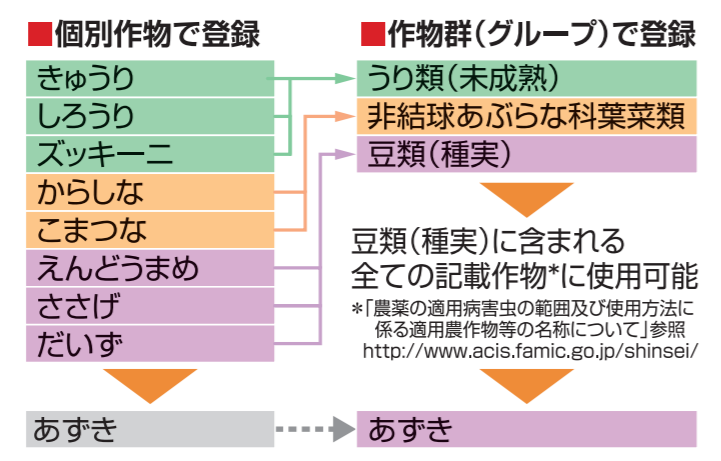 ■個別作物で登録
きゅうり
しろうり
ズッキーニ
からしな
こまつな
えんどうまめ
ささげ
だいず
あずき
■作物群(グループ)で登録
うり類(未成熟)
非結球あぶらな科葉菜類
豆類(種実)
豆類(種実)に含まれる
全ての記載作物*に使用可能
*「農薬の適用病害虫の範囲及び使用方法に
係る適用農作物等の名称について」参照
http://www.acis.famic.go.jp/shinsei/
あずき